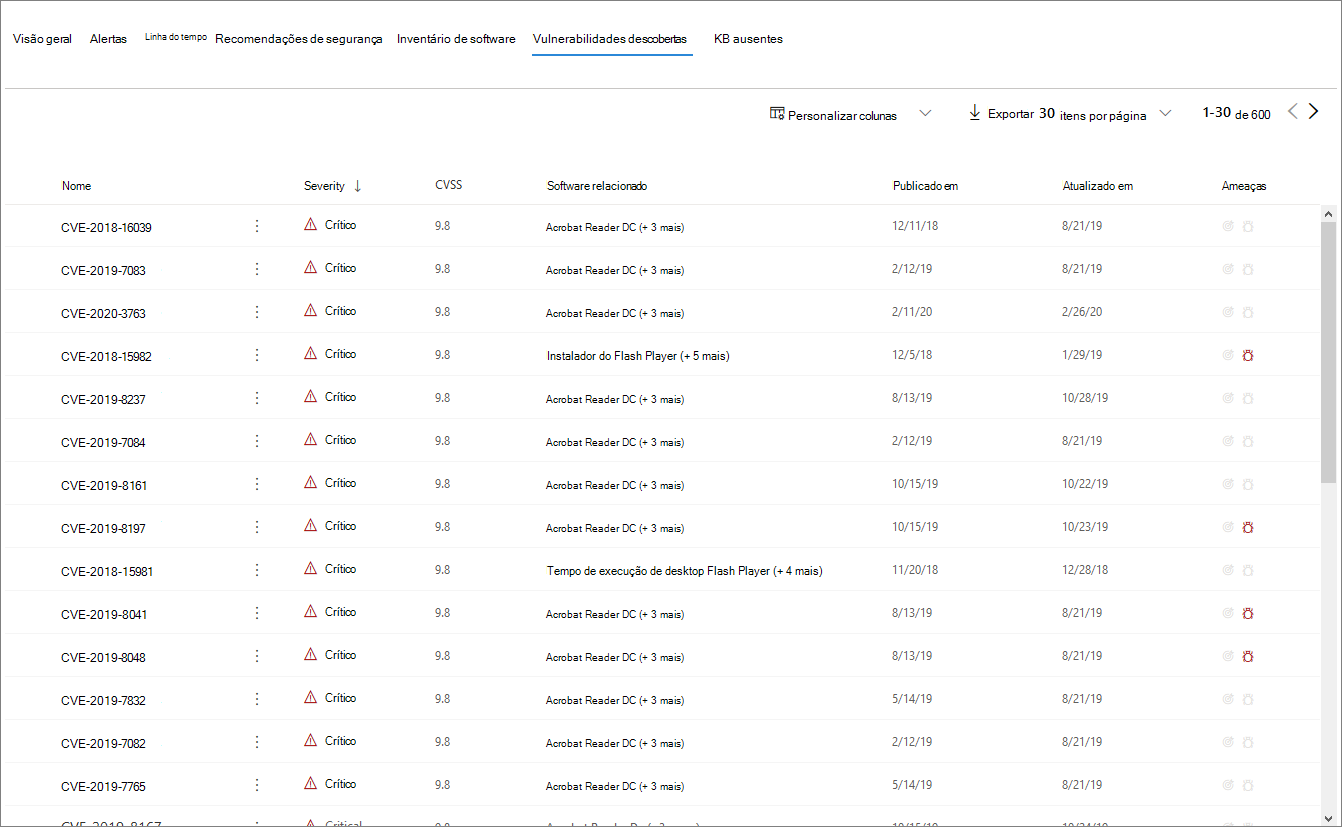 Visão geral Alertas Linha do tempo Recomendações de segurança Inventário de software Vulnerabilidades descobertas KB ausentes
Personalizar colunas Exportar 30 itens por página 1-30 de 600
Nome Severity ↓ CVSS Software relacionado Publicado em Atualizado em Ameaças
CVE-2018-16039 Crítico 9.8 Acrobat Reader DC (+ 3 mais) 12/11/18 8/21/19
CVE-2019-7083 Crítico 9.8 Acrobat Reader DC (+ 3 mais) 2/12/19 8/21/19
CVE-2020-3763 Crítico 9.8 Acrobat Reader DC (+ 3 mais) 2/11/20 2/26/20
CVE-2018-15982 Crítico 9.8 Instalador do Flash Player (+ 5 mais) 12/5/18 1/29/19
CVE-2019-8237 Crítico 9.8 Acrobat Reader DC (+ 3 mais) 8/13/19 10/28/19
CVE-2019-7084 Crítico 9.8 Acrobat Reader DC (+ 3 mais) 2/12/19 8/21/19
CVE-2019-8161 Crítico 9.8 Acrobat Reader DC (+ 3 mais) 10/15/19 10/22/19
CVE-2019-8197 Crítico 9.8 Acrobat Reader DC (+ 3 mais) 10/15/19 10/23/19
CVE-2018-15981 Crítico 9.8 Tempo de execução de desktop Flash Player (+ 4 mais) 11/20/18 12/28/18
CVE-2019-8041 Crítico 9.8 Acrobat Reader DC (+ 3 mais) 8/13/19 8/21/19
CVE-2019-8048 Crítico 9.8 Acrobat Reader DC (+ 3 mais) 8/13/19 8/21/19
CVE-2019-7832 Crítico 9.8 Acrobat Reader DC (+ 3 mais) 5/14/19 8/21/19
CVE-2019-7082 Crítico 9.8 Acrobat Reader DC (+ 3 mais) 2/12/19 8/21/19
CVE-2019-7765 Crítico 9.8 Acrobat Reader DC (+ 3 mais) 5/14/19 8/21/19
Critical 9.8